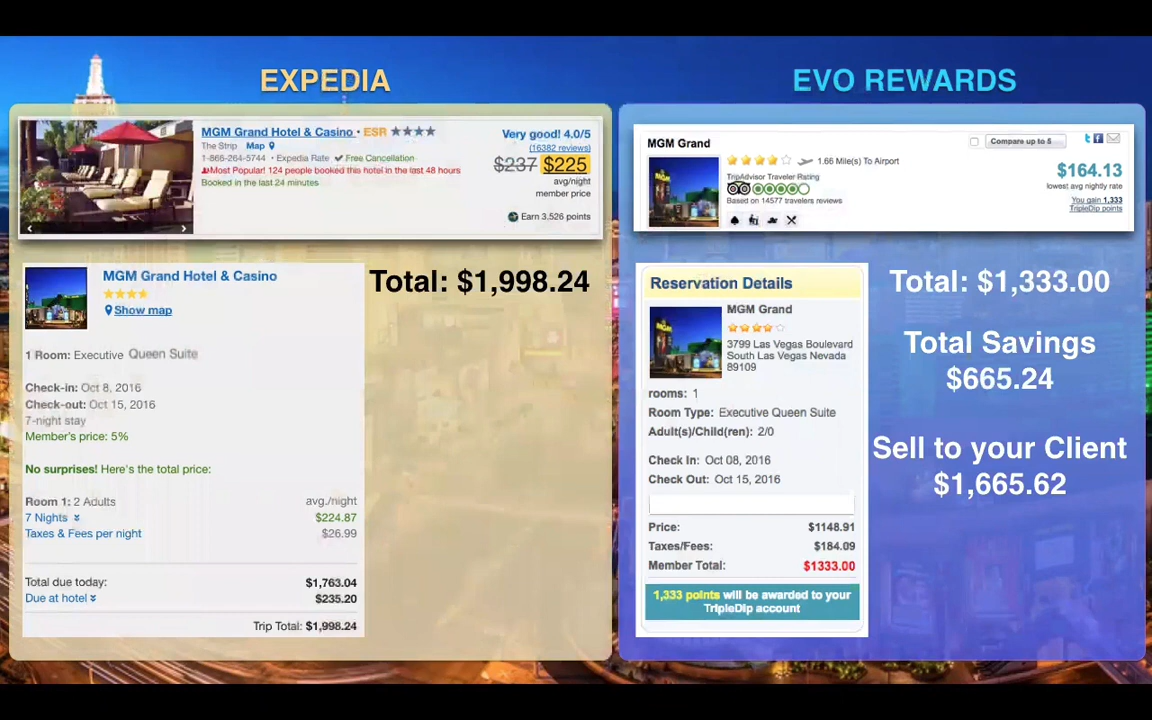 EXPEDIA
MGM Grand Hotel & Casino • ESR
The Strip Map
1-866-264-5744 • Expedia Rate ✓ Free Cancellation
Most Popular! 124 people booked this hotel in the last 48 hours
Booked in the last 24 minutes
Very good! 4.0/5
(16382 reviews)
$237 $225
avg/night
member price
Earn 3,526 points
MGM Grand Hotel & Casino
Show map
1 Room: Executive Queen Suite
Check-in: Oct 8, 2016
Check-out: Oct 15, 2016
7-night stay
Member's price: 5%
No surprises! Here's the total price:
Room 1: 2 Adults avg./night
7 Nights $224.87
Taxes & Fees per night $26.99
Total due today: $1,763.04
Due at hotel $235.20
Trip Total: $1,998.24
Total: $1,998.24
EVO REWARDS
MGM Grand
Compare up to 5
1.66 Mile(s) To Airport
TripAdvisor Traveler Rating
Based on 14577 travelers reviews
$164.13
lowest avg nightly rate
You gain 1,333
TripleDip points
Reservation Details
MGM Grand
3799 Las Vegas Boulevard
South Las Vegas Nevada
89109
rooms: 1
Room Type: Executive Queen Suite
Adult(s)/Child(ren): 2/0
Check In: Oct 08, 2016
Check Out: Oct 15, 2016
Price: $1148.91
Taxes/Fees: $184.09
Member Total: $1333.00
1,333 points will be awarded to your
TripleDip account
Total: $1,333.00
Total Savings
$665.24
Sell to your Client
$1,665.62